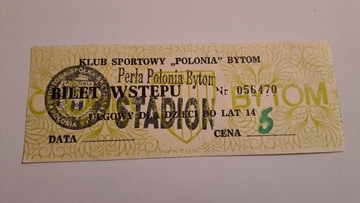 KLUB SPORTOWY „POLONIA” BYTOM
Perła Polonia Bytom
BILET WSTĘPU
Nr 056470
STADION
BYTOM
ULGOWY DLA DZIECI DO LAT 14
DATA
CENA 5